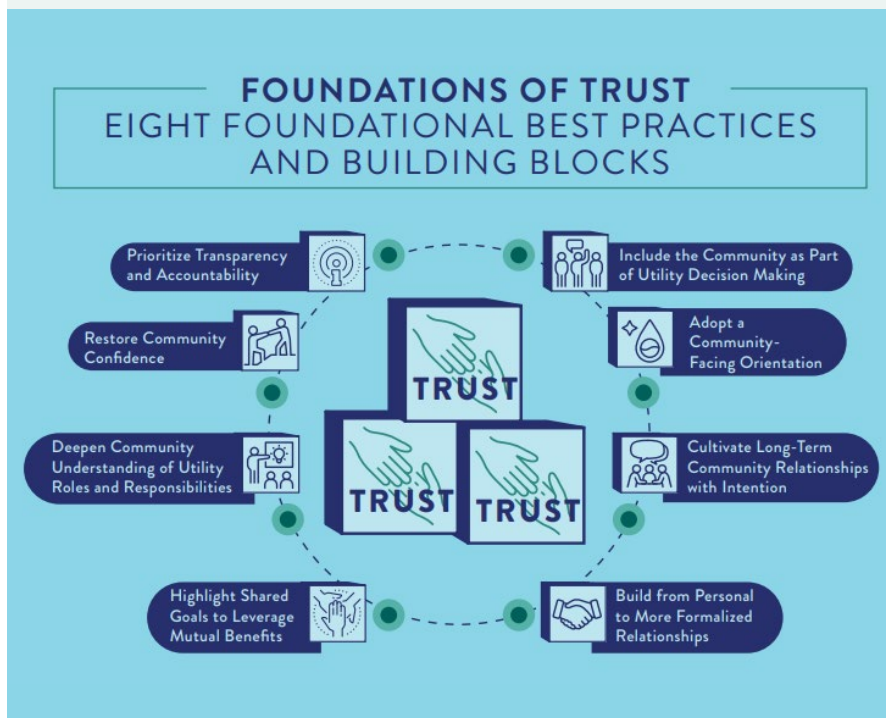 FOUNDATIONS OF TRUST
EIGHT FOUNDATIONAL BEST PRACTICES
AND BUILDING BLOCKS
Prioritize Transparency
and Accountability
Include the Community as Part
of Utility Decision Making
Restore Community
Confidence
Adopt a
Community-
Facing Orientation
TRUST
Deepen Community
Understanding of Utility
Roles and Responsibilities
TRUST
TRUST
Cultivate Long-Term
Community Relationships
with Intention
Highlight Shared
Goals to Leverage
Mutual Benefits
Build from Personal
to More Formalized
Relationships